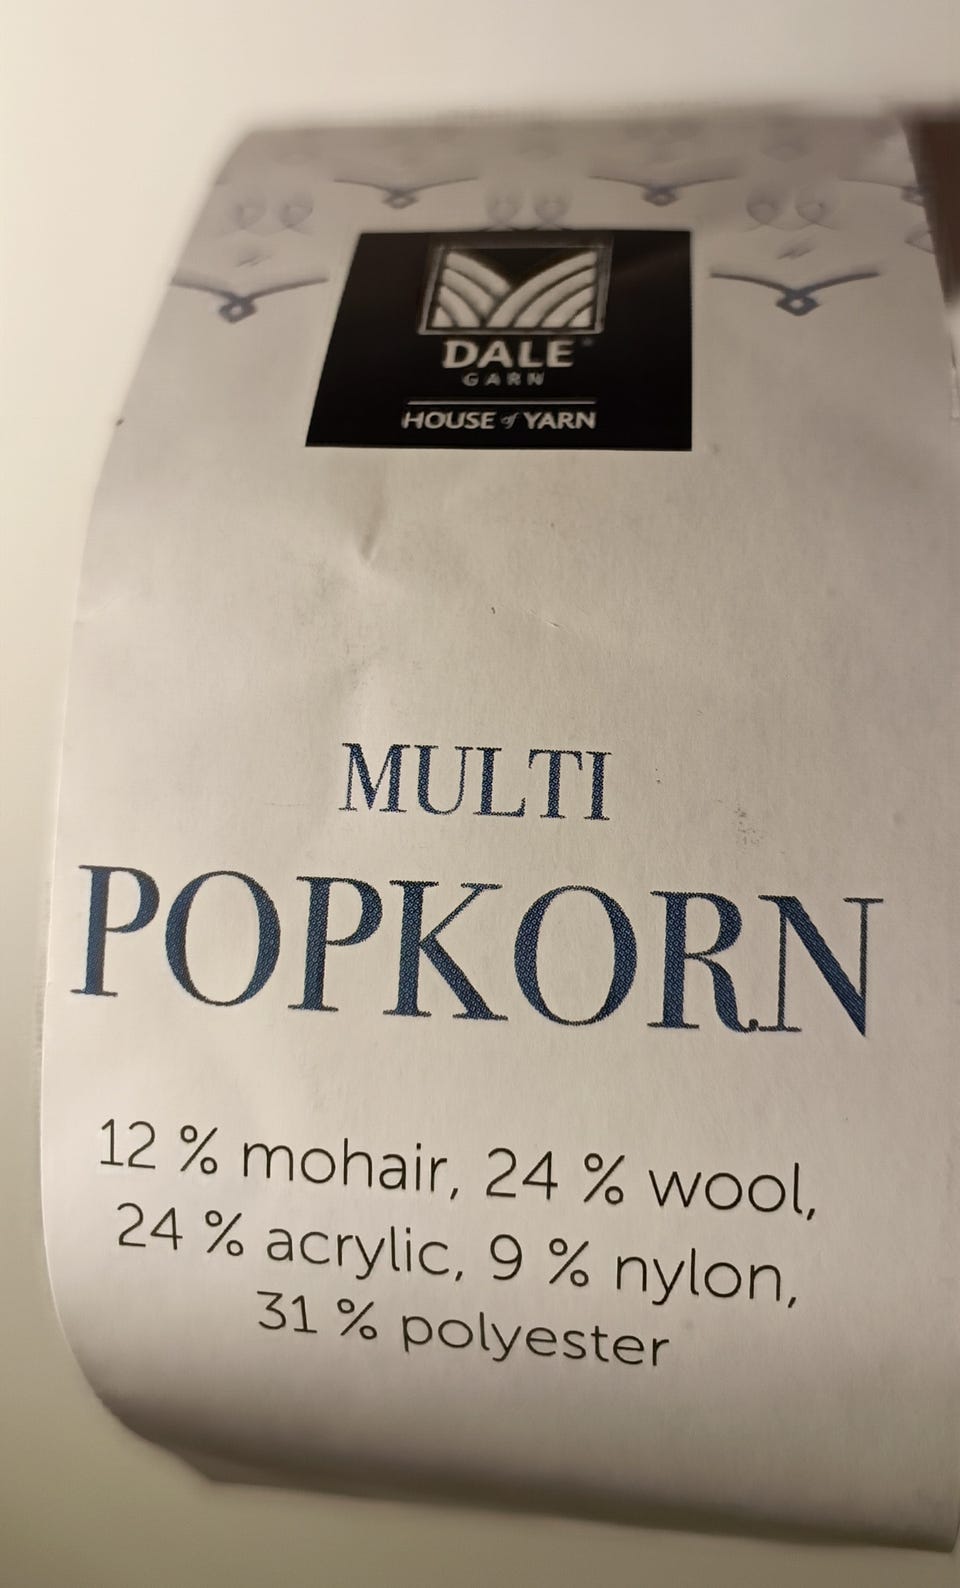 DALE
GARN
HOUSE of YARN
MULTI
POPKORN
12 % mohair, 24 % wool,
24 % acrylic, 9 % nylon,
31 % polyester